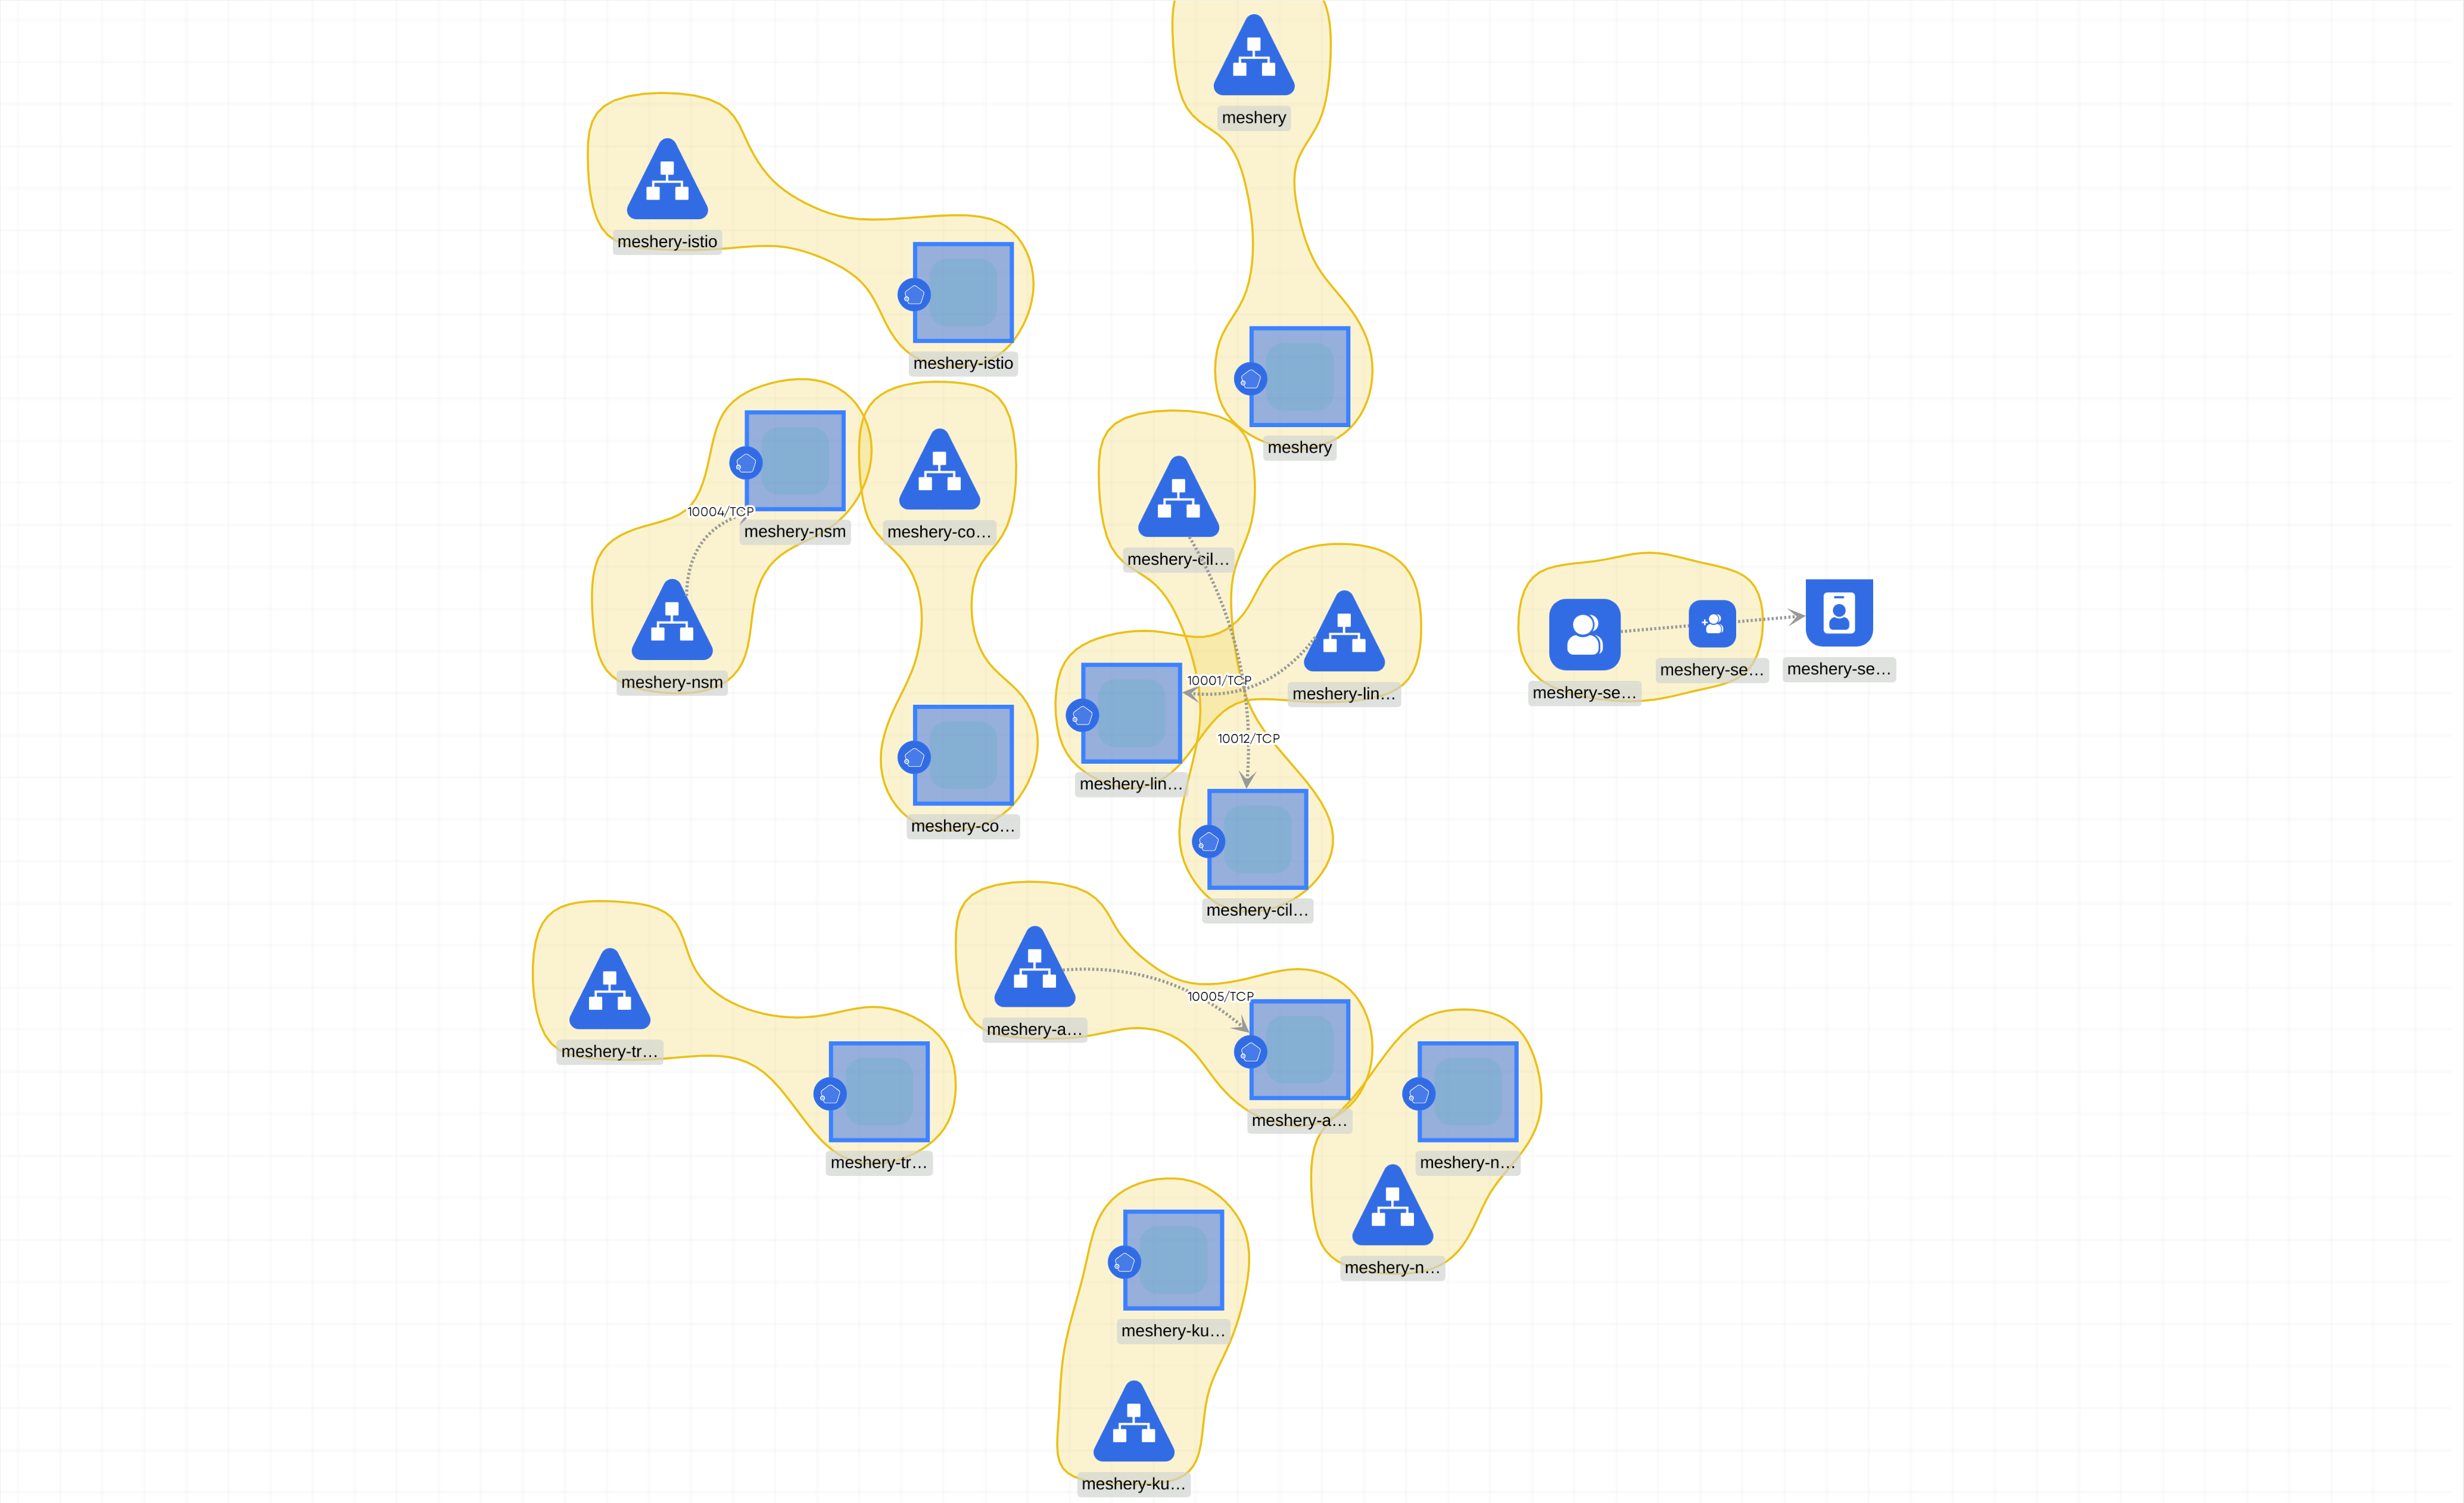 meshery
meshery-istio
meshery-istio
meshery
10004/TCP
meshery-nsm
meshery-co...
meshery-cil...
meshery-nsm
10001/TCP
meshery-lin...
meshery-se...
meshery-se...
meshery-se...
10012/TCP
meshery-lin...
meshery-co...
meshery-cil...
10005/TCP
meshery-a...
meshery-tr...
meshery-a...
meshery-tr...
meshery-n...
meshery-n...
meshery-ku...
meshery-ku...